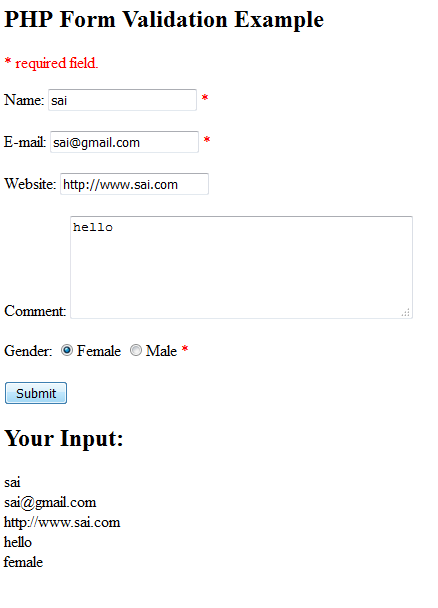 PHP Form Validation Example
* required field.
Name: sai *
E-mail: sai@gmail.com *
Website: http://www.sai.com
hello
Comment:
Gender: Female Male *
Submit
Your Input:
sai
sai@gmail.com
http://www.sai.com
hello
female